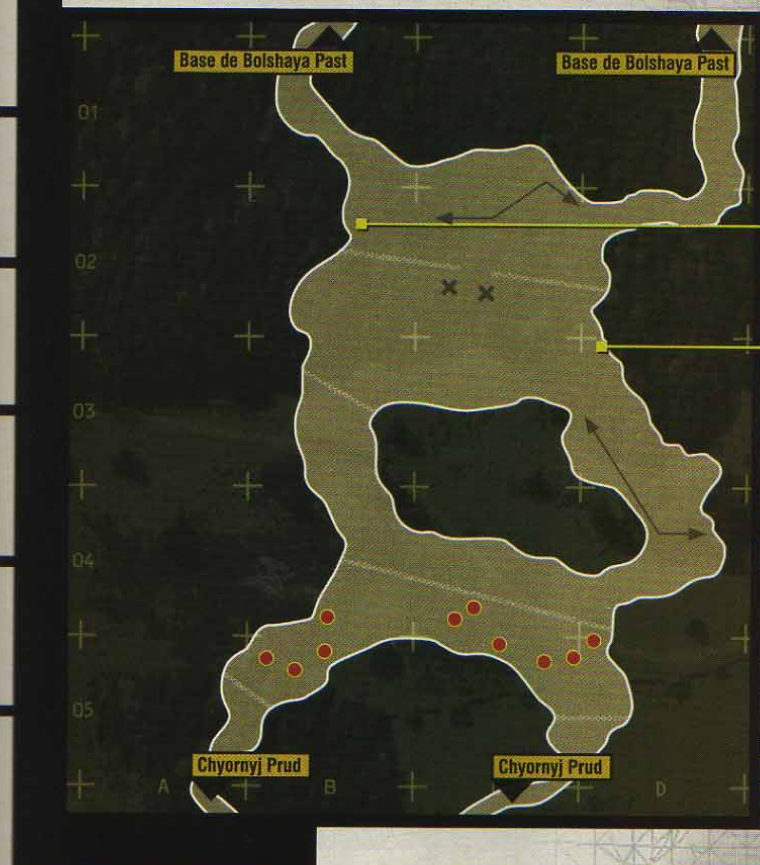 Base de Bolshaya Past
Base de Bolshaya Past
01
02
03
04
05
Chyornyj Prud
Chyornyj Prud
A
B
D